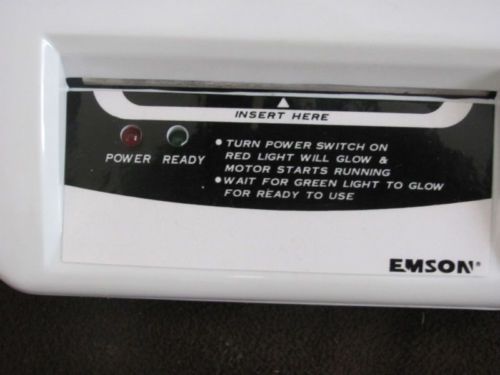 INSERT HERE
• TURN POWER SWITCH ON
RED LIGHT WILL GLOW &
MOTOR STARTS RUNNING
• WAIT FOR GREEN LIGHT TO GLOW
FOR READY TO USE
POWER READY
EMSON®